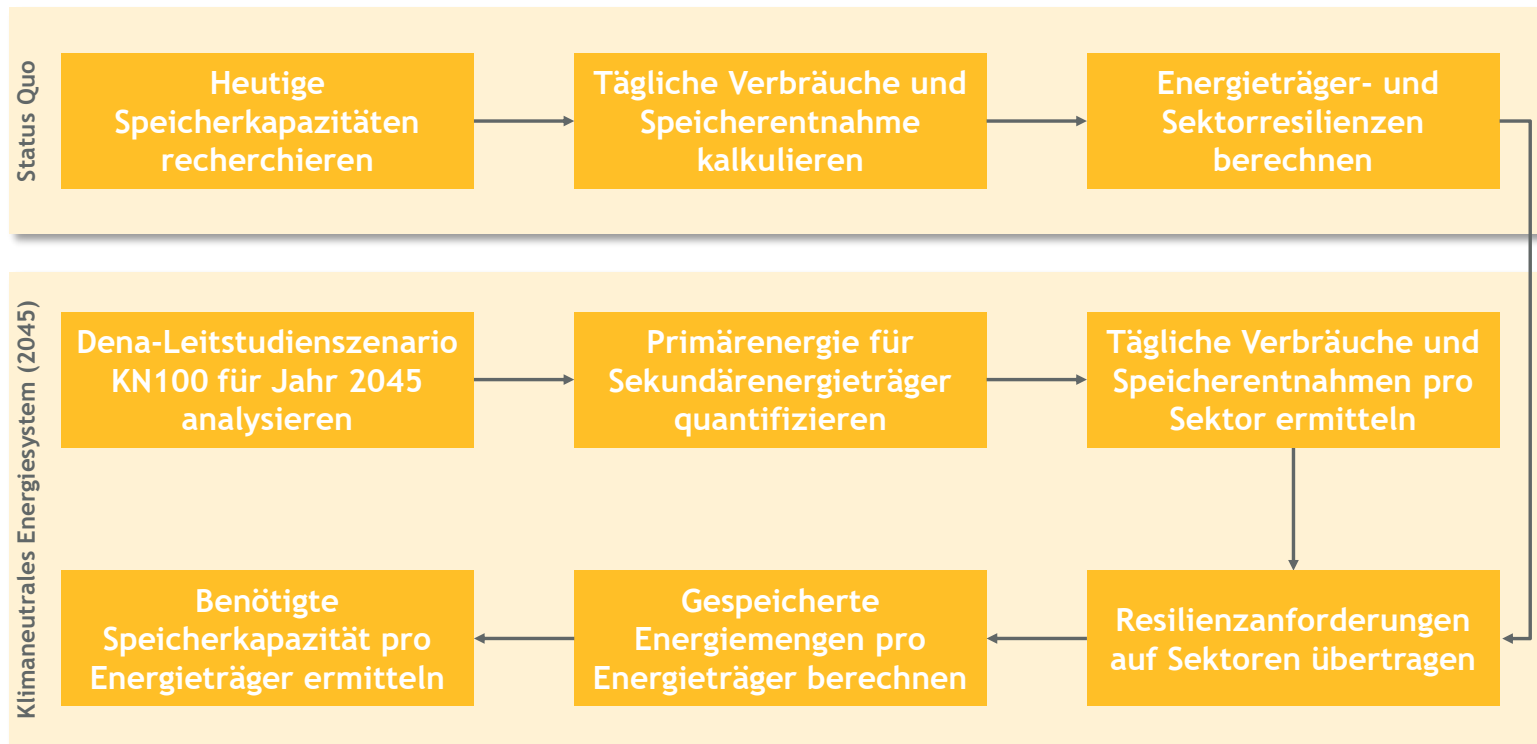 Status Quo
Heutige
Speicherkapazitäten
recherchieren
Tägliche Verbräuche und
Speicherentnahme
kalkulieren
Energieträger- und
Sektorresilienzen
berechnen
Klimaneutrales Energiesystem (2045)
Dena-Leitstudienszenario
KN100 für Jahr 2045
analysieren
Primärenergie für
Sekundärenergieträger
quantifizieren
Tägliche Verbräuche und
Speicherentnahmen pro
Sektor ermitteln
Resilienzanforderungen
auf Sektoren übertragen
Gespeicherte
Energiemengen pro
Energieträger berechnen
Benötigte
Speicherkapazität pro
Energieträger ermitteln